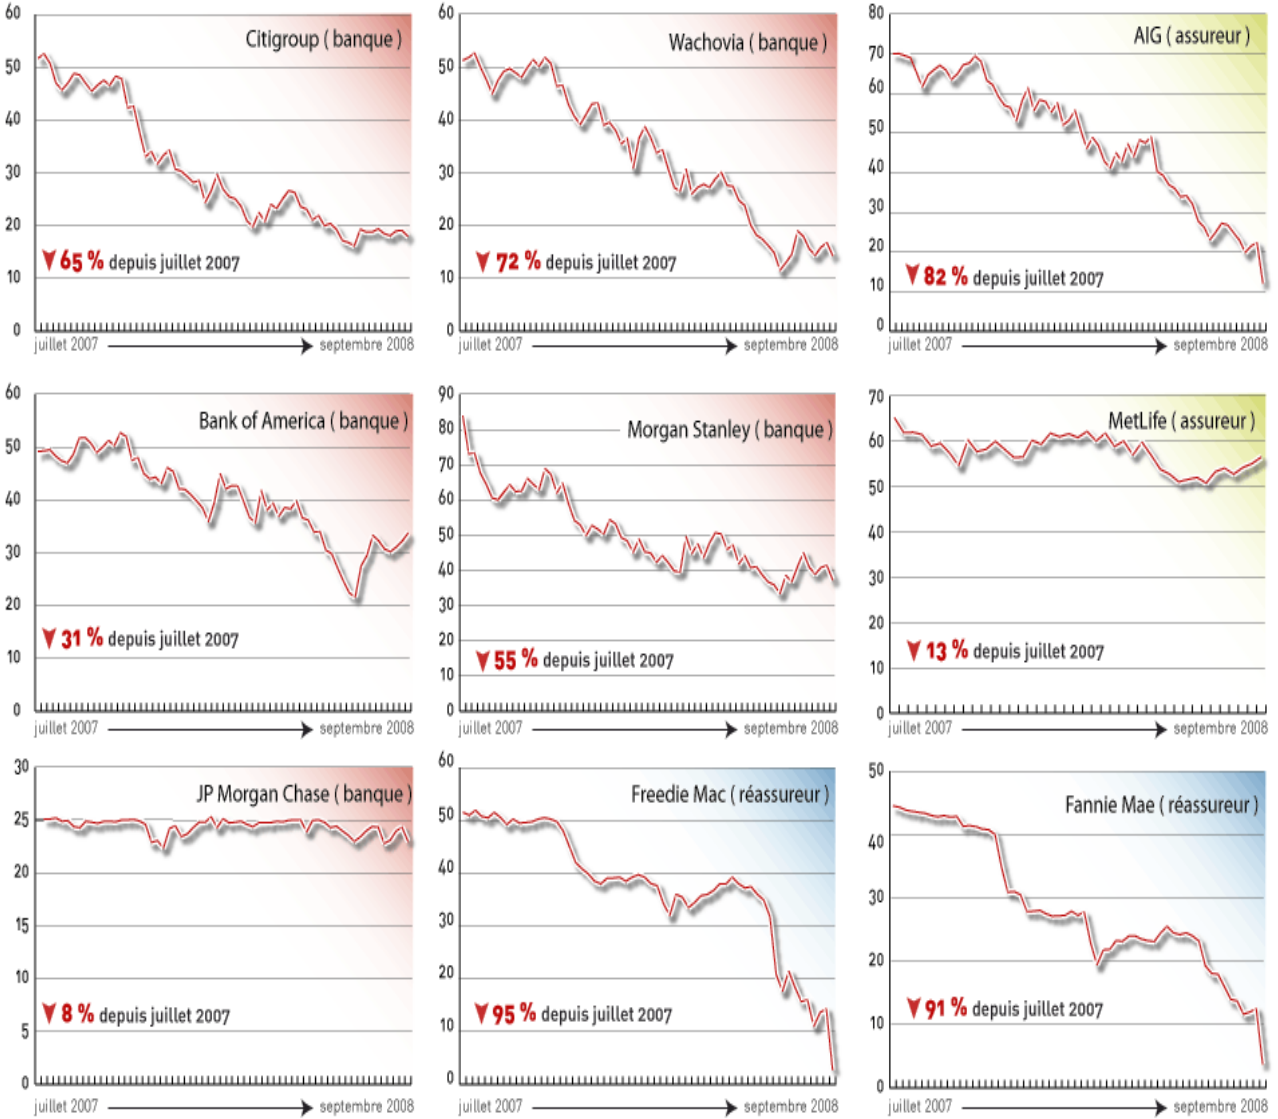 60
Citigroup ( banque )
50
40
30
20
65 % depuis juillet 2007
10
0
juillet 2007
septembre 2008
60
Wachovia ( banque )
50
40
30
20
72 % depuis juillet 2007
10
0
juillet 2007
septembre 2008
80
AIG ( assureur )
70
60
50
40
30
20
82 % depuis juillet 2007
10
0
juillet 2007
septembre 2008
60
Bank of America ( banque )
50
40
30
20
31 % depuis juillet 2007
10
0
juillet 2007
septembre 2008
90
80
Morgan Stanley ( banque )
70
60
50
40
30
20
55 % depuis juillet 2007
10
0
juillet 2007
septembre 2008
70
MetLife ( assureur )
60
50
40
30
20
13 % depuis juillet 2007
10
0
juillet 2007
septembre 2008
30
JP Morgan Chase ( banque )
25
20
15
10
8 % depuis juillet 2007
5
0
juillet 2007
septembre 2008
60
Freedie Mac ( réassureur )
50
40
30
20
95 % depuis juillet 2007
10
0
juillet 2007
septembre 2008
50
Fannie Mae ( réassureur )
40
30
20
91 % depuis juillet 2007
10
0
juillet 2007
septembre 2008